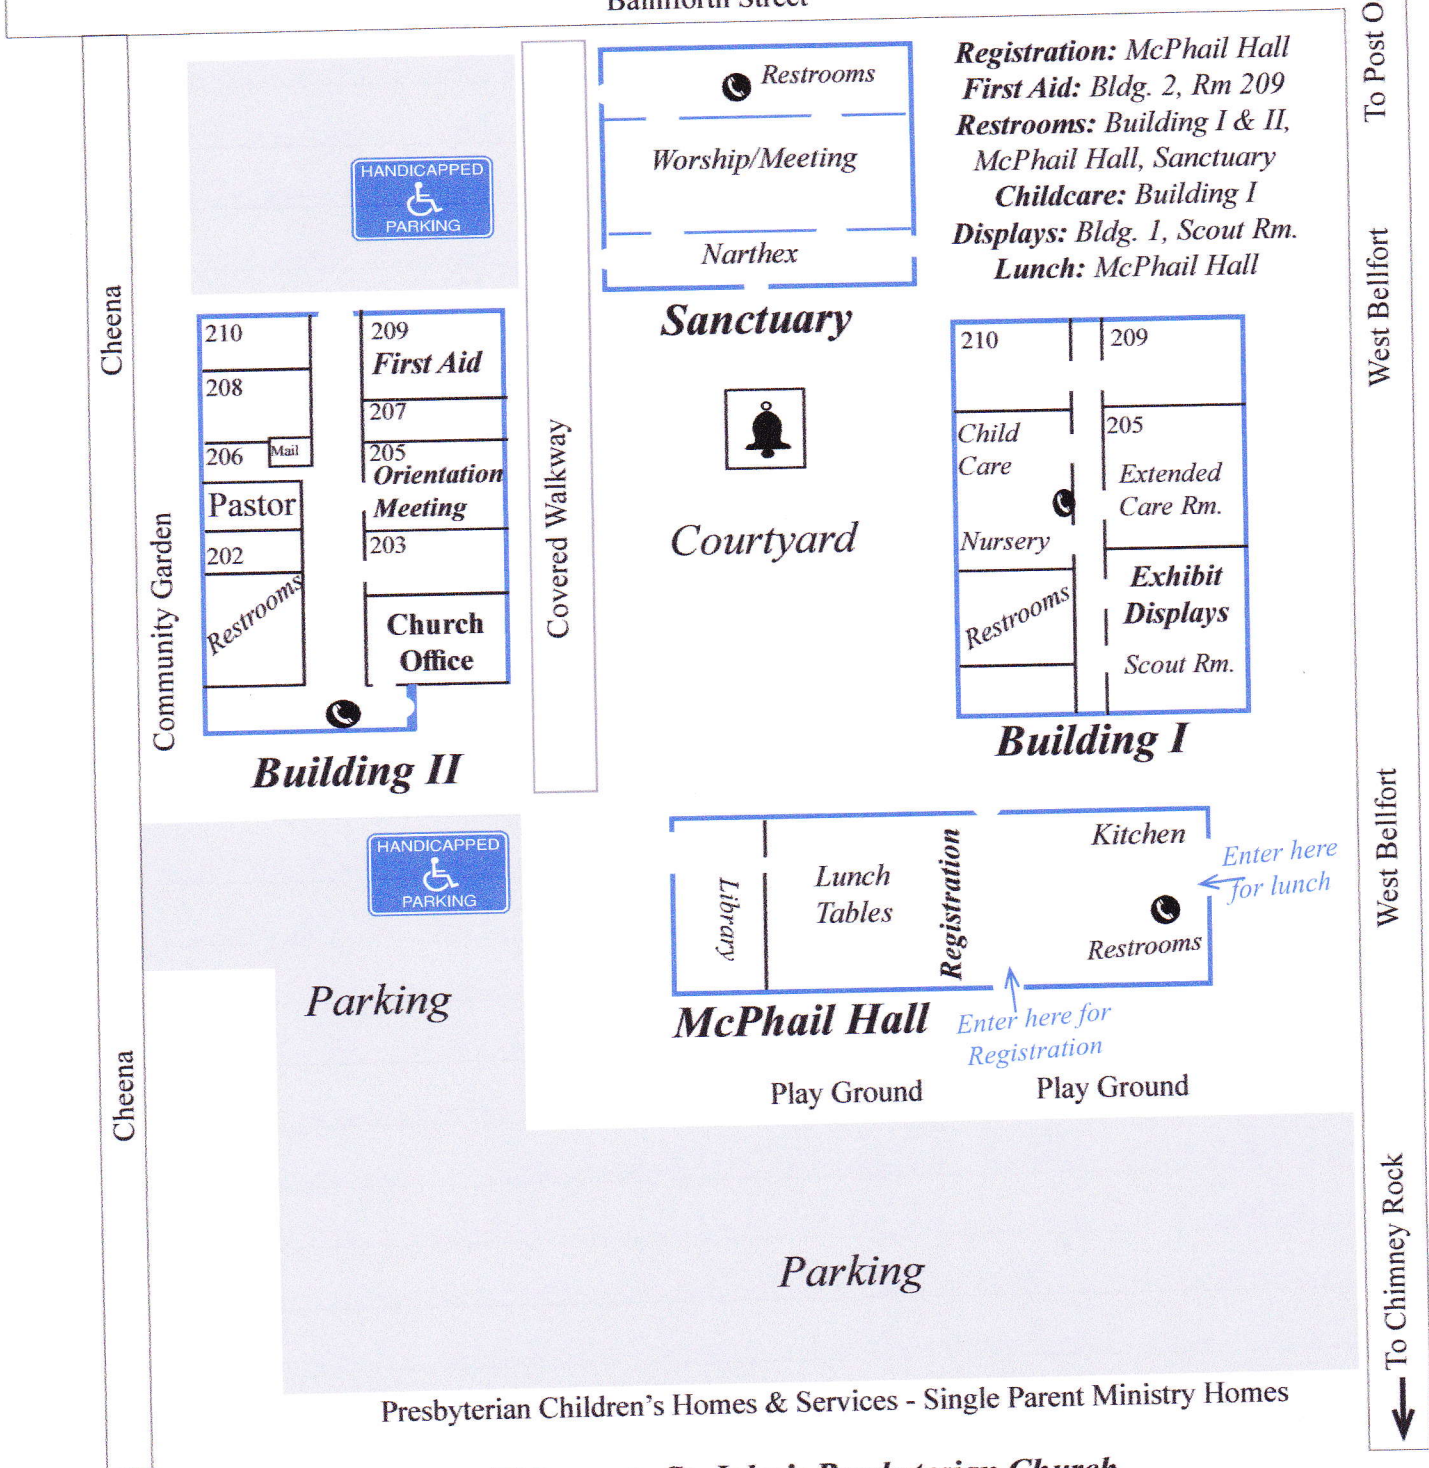 Bamforth Street
To Post O
Registration: McPhail Hall
First Aid: Bldg. 2, Rm 209
Restrooms: Building I & II,
McPhail Hall, Sanctuary
Childcare: Building I
Displays: Bldg. 1, Scout Rm.
Lunch: McPhail Hall
Restrooms
Worship/Meeting
Narthex
Sanctuary
HANDICAPPED
PARKING
Cheena
West Bellfort
210
209
First Aid
208
207
206
Mail
205
Orientation
Meeting
Pastor
202
203
Restrooms
Church
Office
Building II
Community Garden
Covered Walkway
Courtyard
210
209
Child
Care
205
Extended
Care Rm.
Nursery
Exhibit
Displays
Restrooms
Scout Rm.
Building I
HANDICAPPED
PARKING
Parking
Library
Lunch
Tables
Registration
Kitchen
Restrooms
Enter here
for lunch
McPhail Hall
Enter here for
Registration
West Bellfort
Play Ground
Play Ground
Cheena
Parking
To Chimney Rock
Presbyterian Children's Homes & Services - Single Parent Ministry Homes
Presbyterian Church